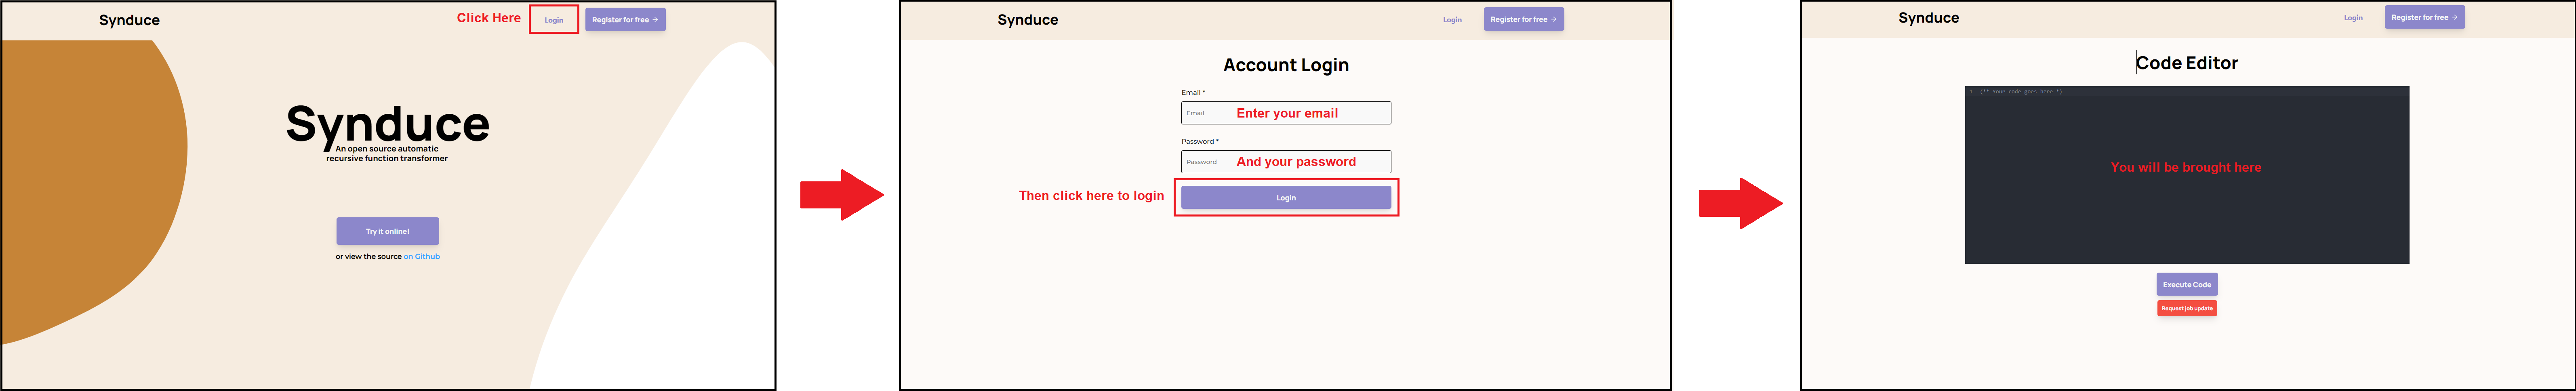 Synduce
Click Here
Login
Register for free →
Synduce
An open source automatic
recursive function transformer
Try it online!
or view the source on Github
Synduce
Login
Register for free →
Account Login
Email *
Email
Enter your email
Password *
Password
And your password
Then click here to login
Login
Synduce
Login
Register for free →
Code Editor
1 (** Your code goes here *)
You will be brought here
Execute Code
Request job update